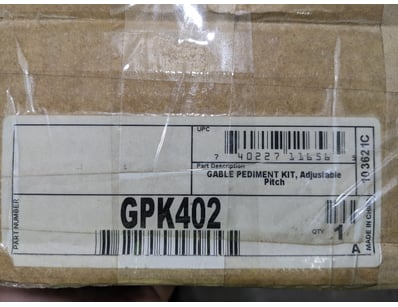 UPC
7 40227 11656
Part Description
GABLE PEDIMENT KIT, Adjustable
Pitch
103621C
PART NUMBER
GPK402
QTY 1
MADE IN
A